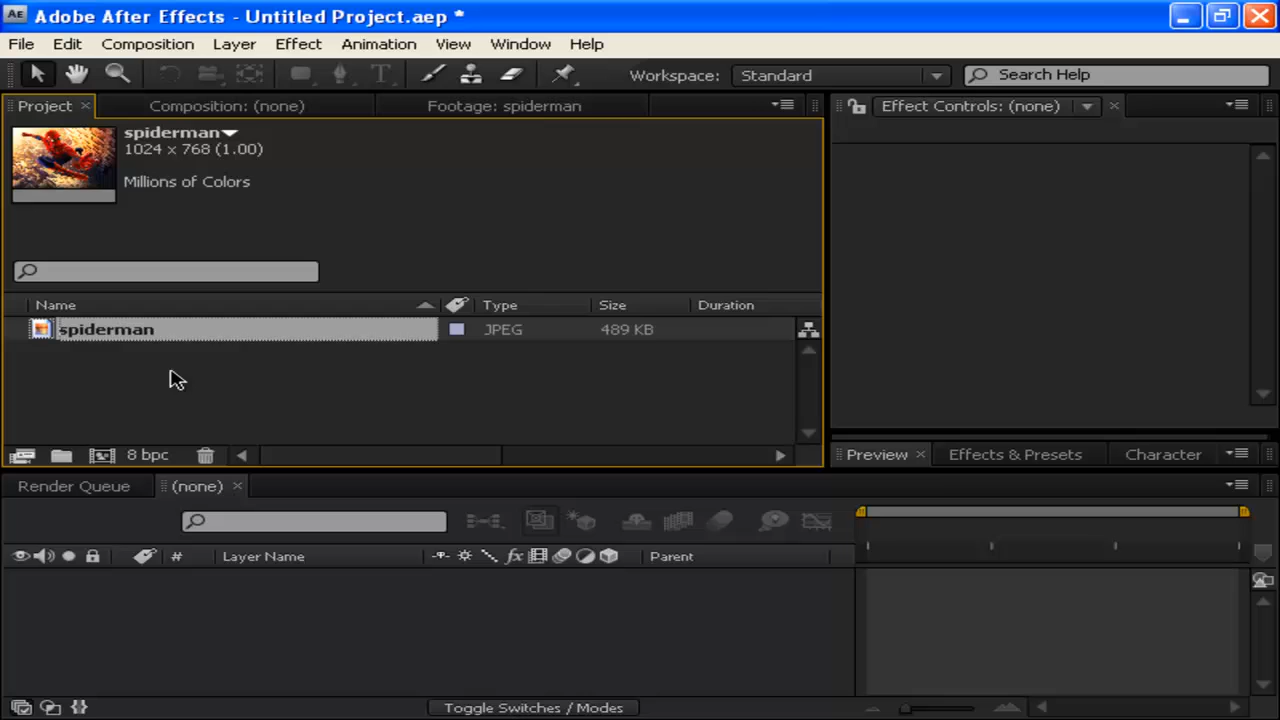 Adobe After Effects - Untitled Project.aep *
File Edit Composition Layer Effect Animation View Window Help
Workspace: Standard Search Help
Project Composition: (none) Footage: spiderman Effect Controls: (none)
spiderman
1024 x 768 (1.00)
Millions of Colors
Name Type Size Duration
spiderman JPEG 489 KB
8 bpc
Preview Effects & Presets Character
Render Queue (none)
# Layer Name fx Parent
Toggle Switches / Modes